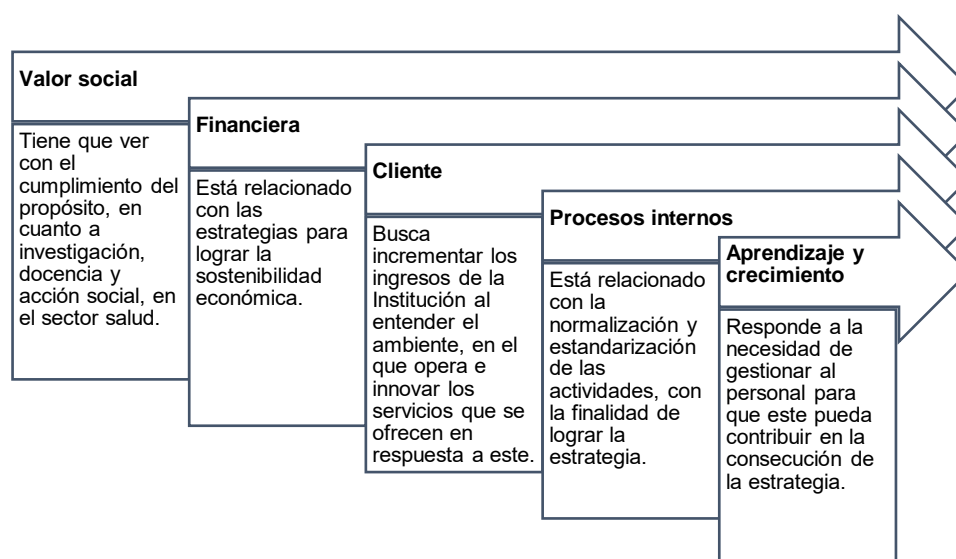 Valor social
Tiene que ver
con el
cumplimiento del
propósito, en
cuanto a
investigación,
docencia y
acción social, en
el sector salud.
Financiera
Está relacionado
con las
estrategias para
lograr la
sostenibilidad
económica.
Cliente
Busca
incrementar los
ingresos de la
Institución al
entender el
ambiente, en el
que opera e
innovar los
servicios que se
ofrecen en
respuesta a este.
Procesos internos
Está relacionado
con la
normalización y
estandarización
de las
actividades, con
la finalidad de
lograr la
estrategia.
Aprendizaje y
crecimiento
Responde a la
necesidad de
gestionar al
personal para
que este pueda
contribuir en la
consecución de
la estrategia.